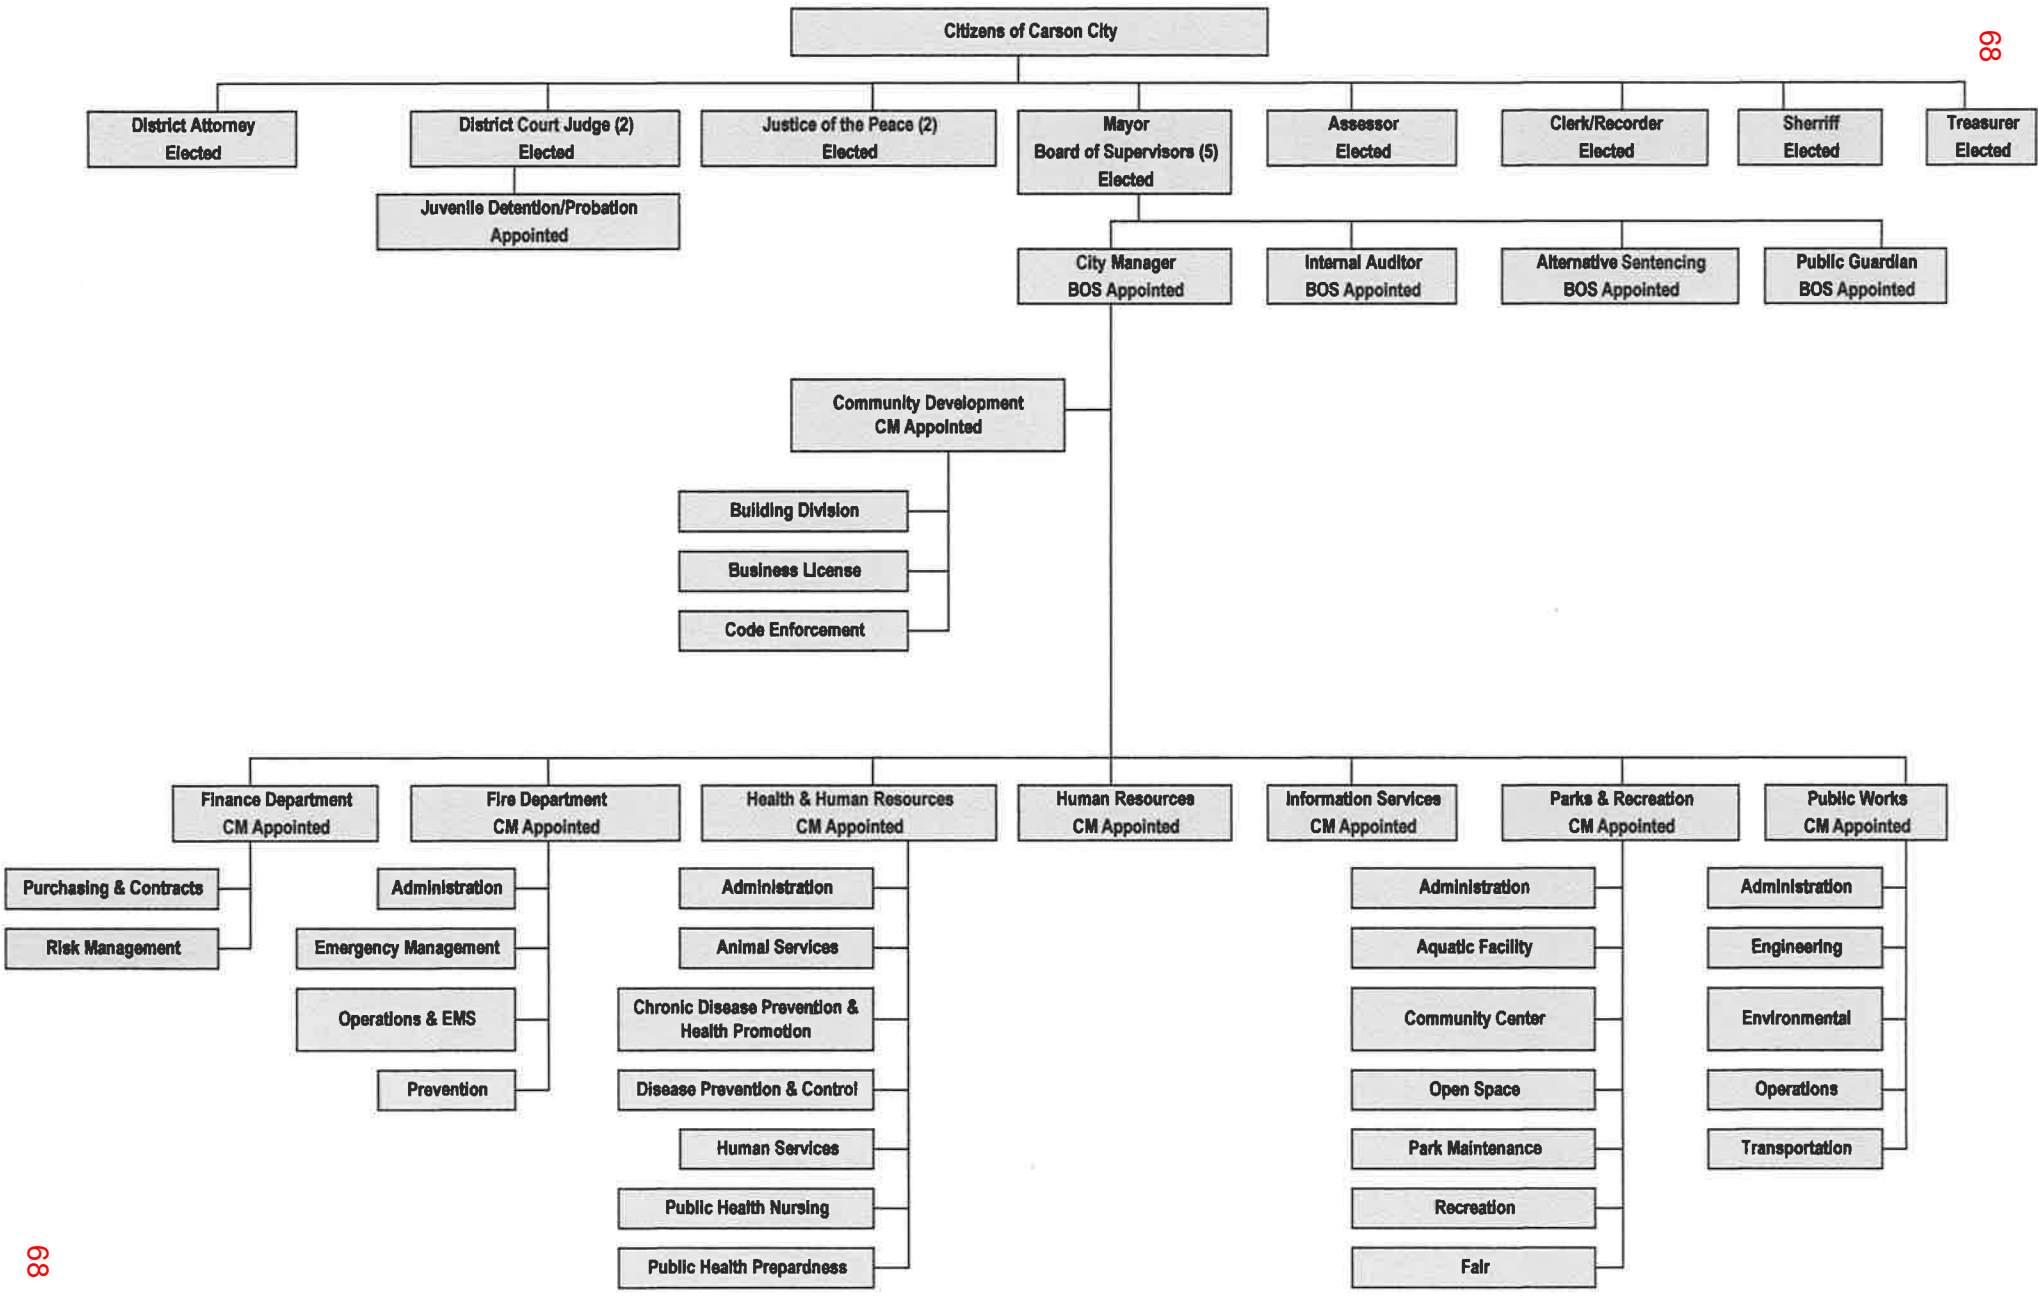 Citizens of Carson City
68
District Attorney
Elected
District Court Judge (2)
Elected
Justice of the Peace (2)
Elected
Mayor
Board of Supervisors (5)
Elected
Assessor
Elected
Clerk/Recorder
Elected
Sherriff
Elected
Treasurer
Elected
Juvenile Detention/Probation
Appointed
City Manager
BOS Appointed
Internal Auditor
BOS Appointed
Alternative Sentencing
BOS Appointed
Public Guardian
BOS Appointed
Community Development
CM Appointed
Building Division
Business License
Code Enforcement
Finance Department
CM Appointed
Fire Department
CM Appointed
Health & Human Resources
CM Appointed
Human Resources
CM Appointed
Information Services
CM Appointed
Parks & Recreation
CM Appointed
Public Works
CM Appointed
Purchasing & Contracts
Risk Management
Administration
Emergency Management
Operations & EMS
Prevention
Administration
Animal Services
Chronic Disease Prevention &
Health Promotion
Disease Prevention & Control
Human Services
Public Health Nursing
Public Health Prepardness
Administration
Aquatic Facility
Community Center
Open Space
Park Maintenance
Recreation
Fair
Administration
Engineering
Environmental
Operations
Transportation
68